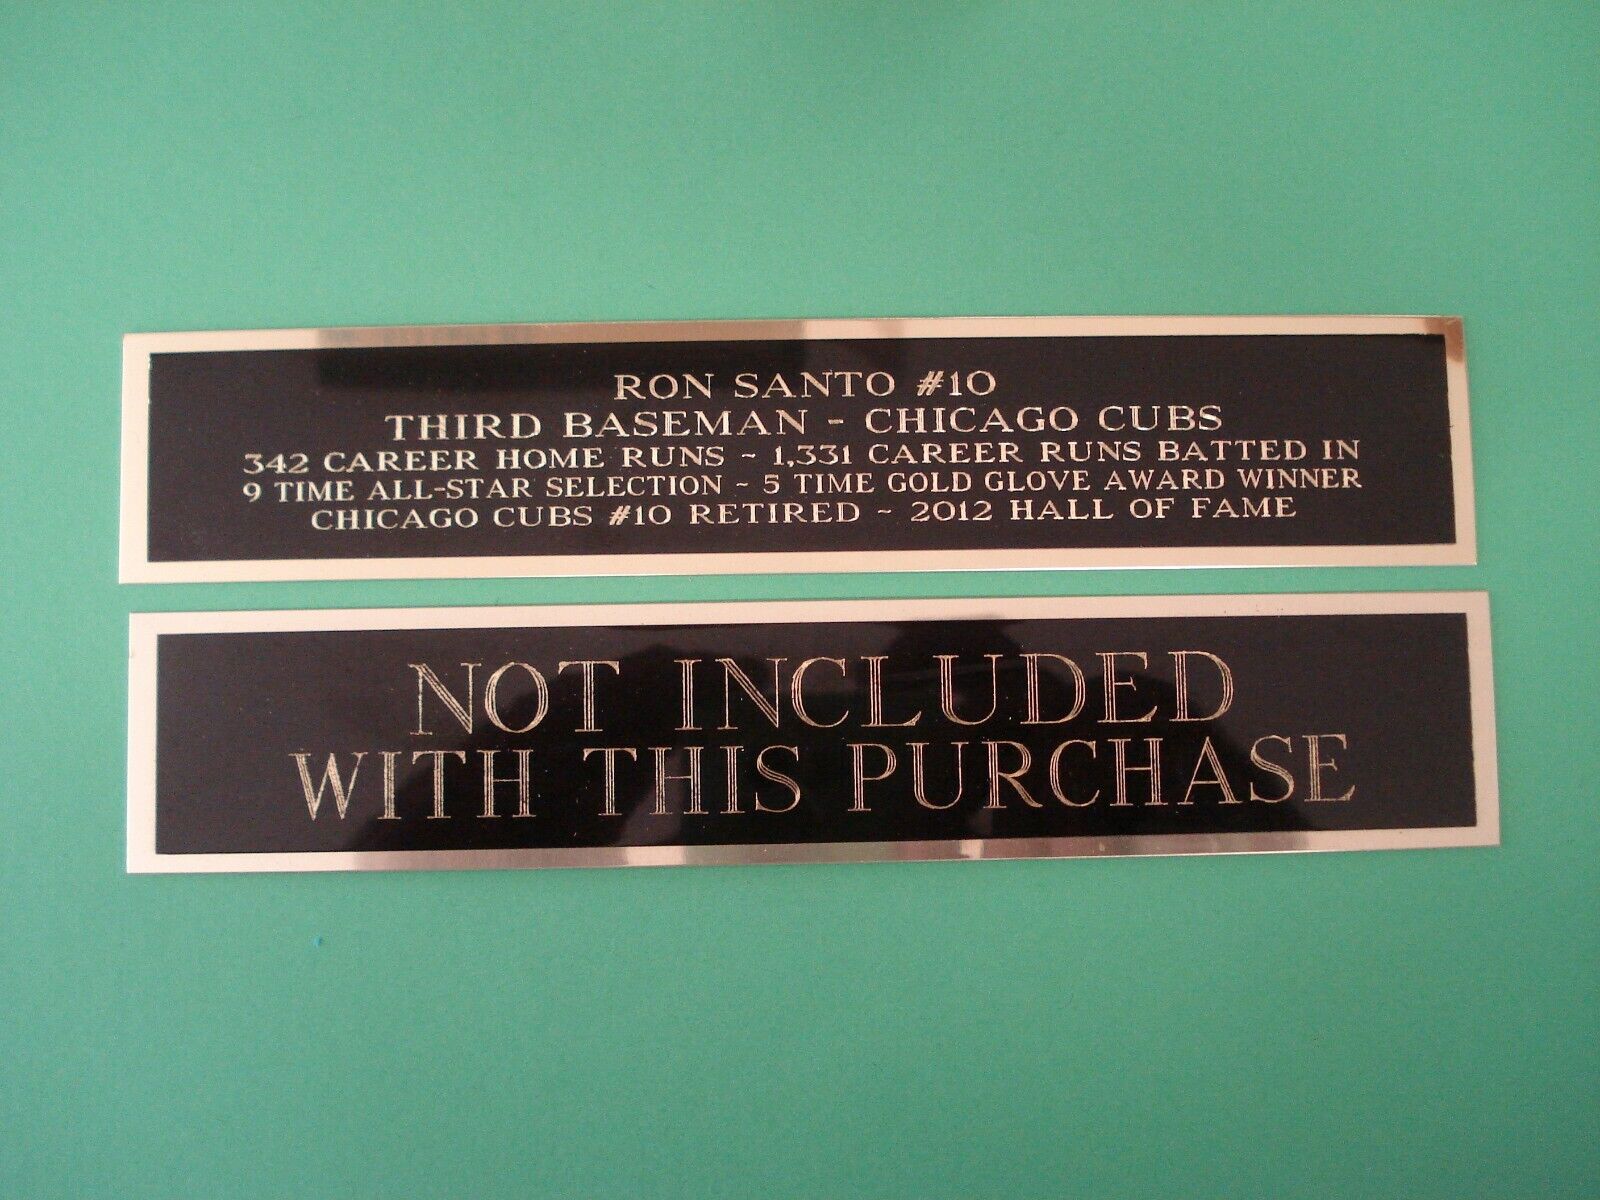 RON SANTO #10
THIRD BASEMAN - CHICAGO CUBS
342 CAREER HOME RUNS ~ 1,331 CAREER RUNS BATTED IN
9 TIME ALL-STAR SELECTION ~ 5 TIME GOLD GLOVE AWARD WINNER
CHICAGO CUBS #10 RETIRED ~ 2012 HALL OF FAME
NOT INCLUDED
WITH THIS PURCHASE